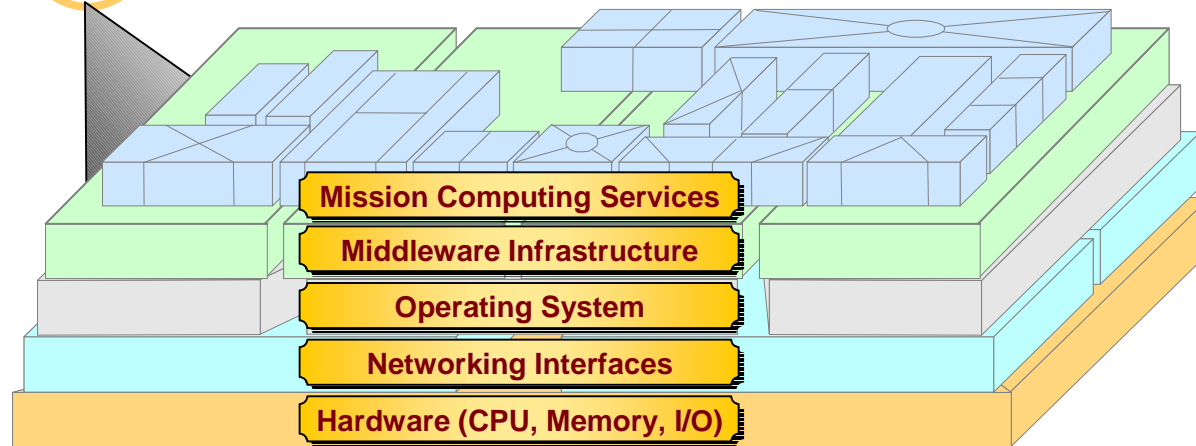 Mission Computing Services
Middleware Infrastructure
Operating System
Networking Interfaces
Hardware (CPU, Memory, I/O)